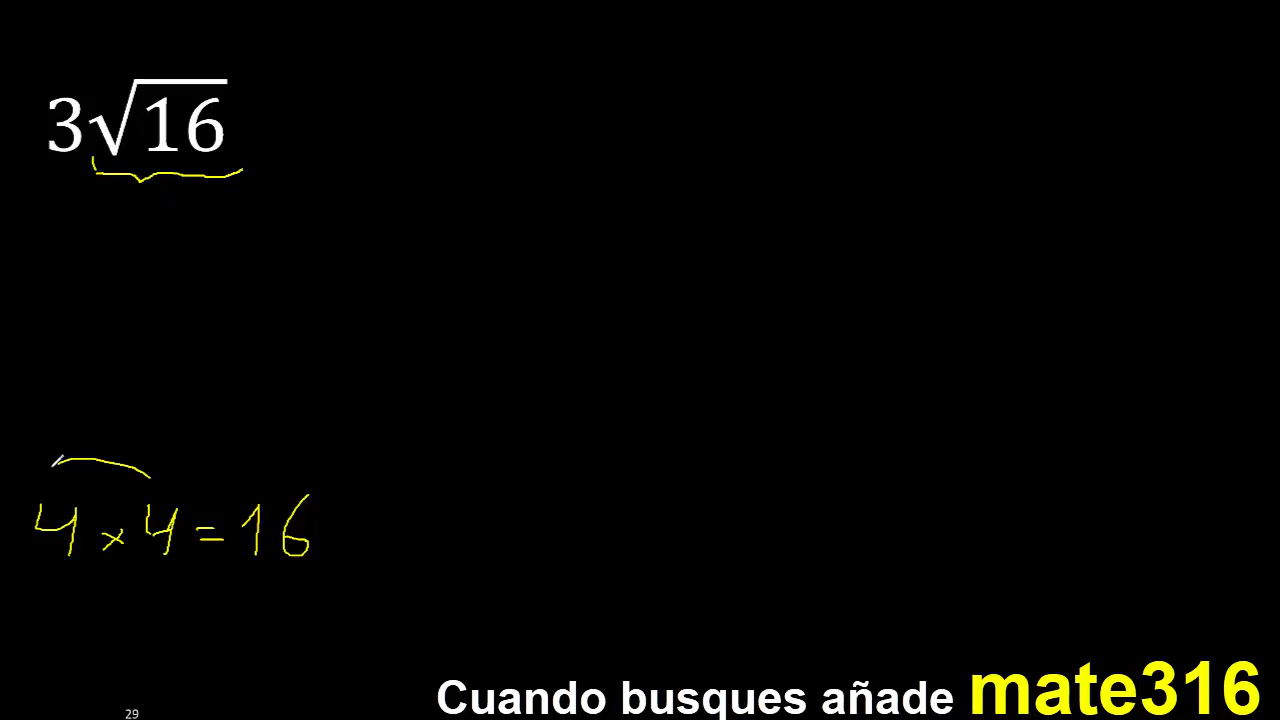 3√16
4 × 4 = 16
Cuando busques añade mate316
29